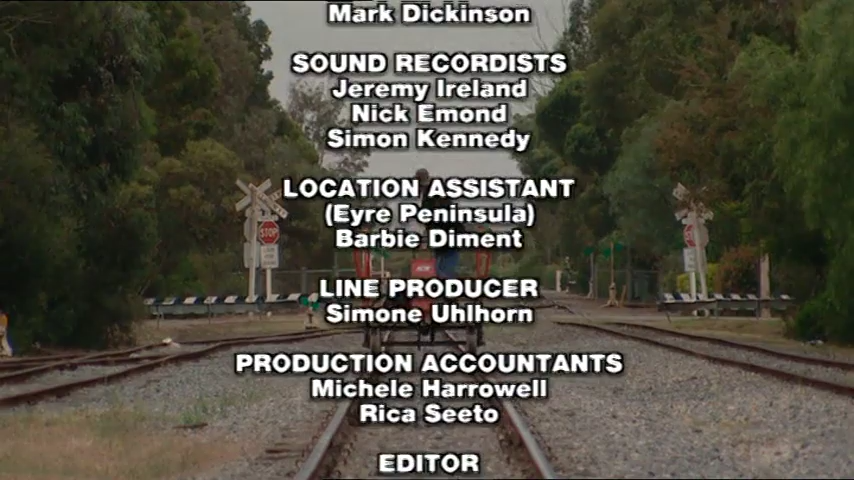 Mark Dickinson
SOUND RECORDISTS
Jeremy Ireland
Nick Emond
Simon Kennedy
LOCATION ASSISTANT
(Eyre Peninsula)
Barbie Diment
LINE PRODUCER
Simone Uhlhorn
PRODUCTION ACCOUNTANTS
Michele Harrowell
Rica Seeto
EDITOR
STOP